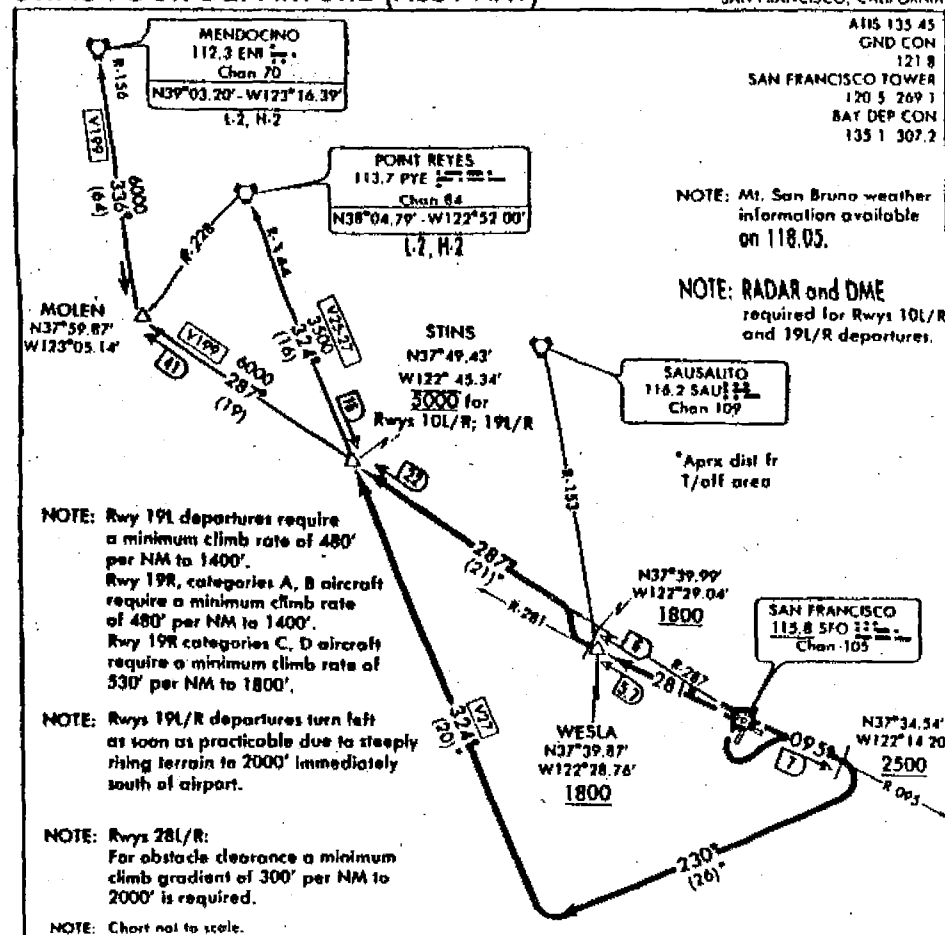 SAN FRANCISCO, CALIFORNIA
ATIS 135.45
GND CON
121.8
SAN FRANCISCO TOWER
120.5 269.1
BAY DEP CON
135.1 307.2
MENDOCINO
112.3 ENI
Chan 70
N39°03.20'-W123°16.39'
L-2, H-2
R-156
V199
6000
336°
(64)
POINT REYES
113.7 PYE
Chan 84
N38°04.79'-W122°52.00'
L-2, H-2
NOTE: Mt. San Bruno weather
information available
on 118.05.
NOTE: RADAR and DME
required for Rwys 10L/R
and 19L/R departures.
R-228
R-144
V25-27
3500
324°
(16)
18
MOLEN
N37°59.87'
W123°05.14'
V199
6000
287°
(19)
41
STINS
N37°49.43'
W122°45.34'
5000 for
Rwys 10L/R; 19L/R
SAUSALITO
116.2 SAU
Chan 109
R-153
*Aprx dist fr
T/off area
22
287°
(21)*
R-281
NOTE: Rwy 19L departures require
a minimum climb rate of 480'
per NM to 1400'.
Rwy 19R, categories A, B aircraft
require a minimum climb rate
of 480' per NM to 1400'.
Rwy 19R categories C, D aircraft
require a minimum climb rate of
530' per NM to 1800'.
N37°39.99'
W122°29.04'
1800
SAN FRANCISCO
115.8 SFO
Chan 105
6
R-287
281°
5.7
WESLA
N37°39.87'
W122°28.76'
1800
095°
7
N37°34.54'
W122°14.20
2500
R-095
V27
324°
(20)
NOTE: Rwys 19L/R departures turn left
as soon as practicable due to steeply
rising terrain to 2000' immediately
south of airport.
230°
(26)*
NOTE: Rwys 28L/R:
For obstacle clearance a minimum
climb gradient of 300' per NM to
2000' is required.
NOTE: Chart not to scale.